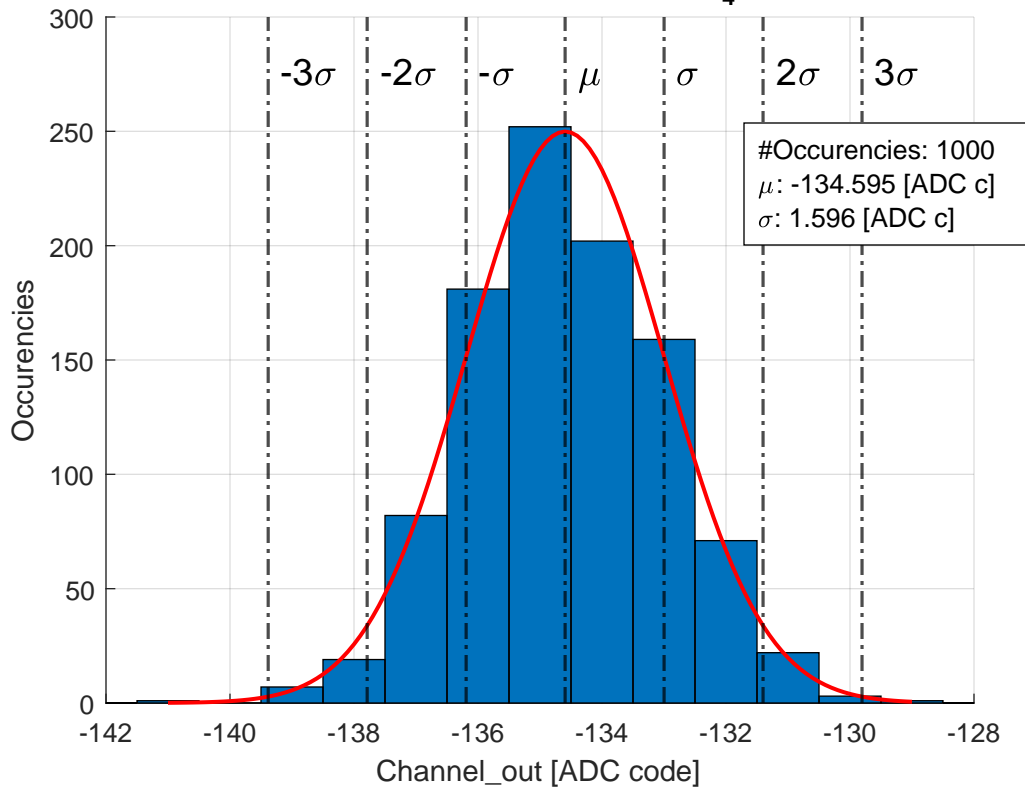 4
300
250
200
150
100
50
0
-3σ
-2σ
-σ
μ
σ
2σ
3σ
#Occurencies: 1000
μ: -134.595 [ADC c]
σ: 1.596 [ADC c]
Occurencies
-142
-140
-138
-136
-134
-132
-130
-128
Channel_out [ADC code]